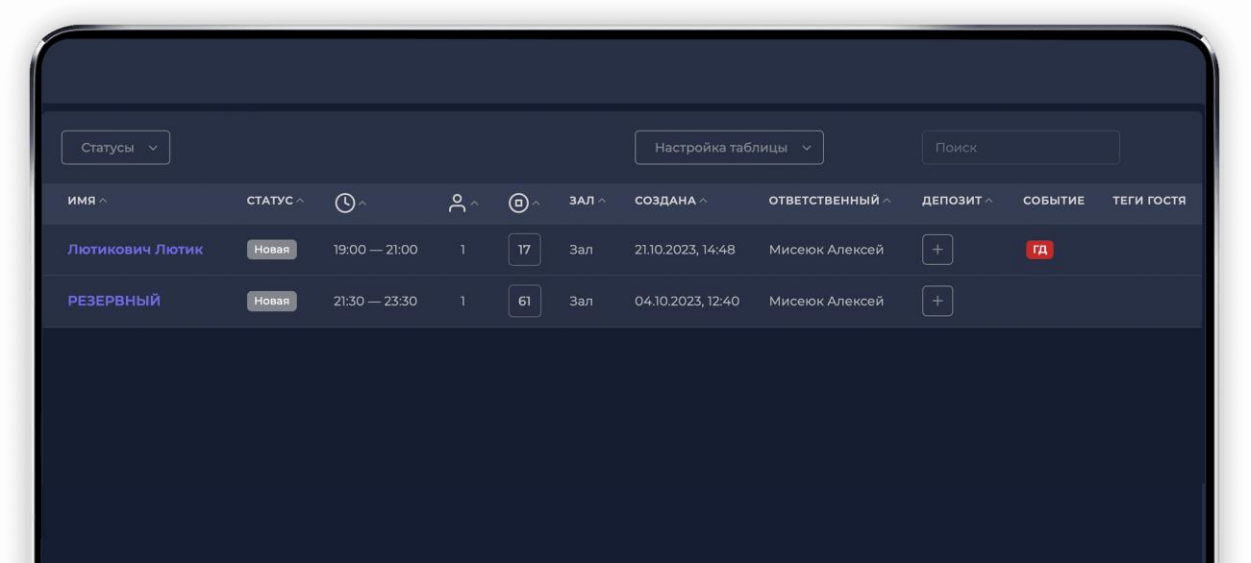 Статусы Настройка таблицы Поиск
ИМЯ СТАТУС ЗАЛ СОЗДАНА ОТВЕТСТВЕННЫЙ ДЕПОЗИТ СОБЫТИЕ ТЕГИ ГОСТЯ
Лютикович Лютик Новая 19:00 — 21:00 1 17 Зал 21.10.2023, 14:48 Мисеюк Алексей + ГД
РЕЗЕРВНЫЙ Новая 21:30 — 23:30 1 61 Зал 04.10.2023, 12:40 Мисеюк Алексей +